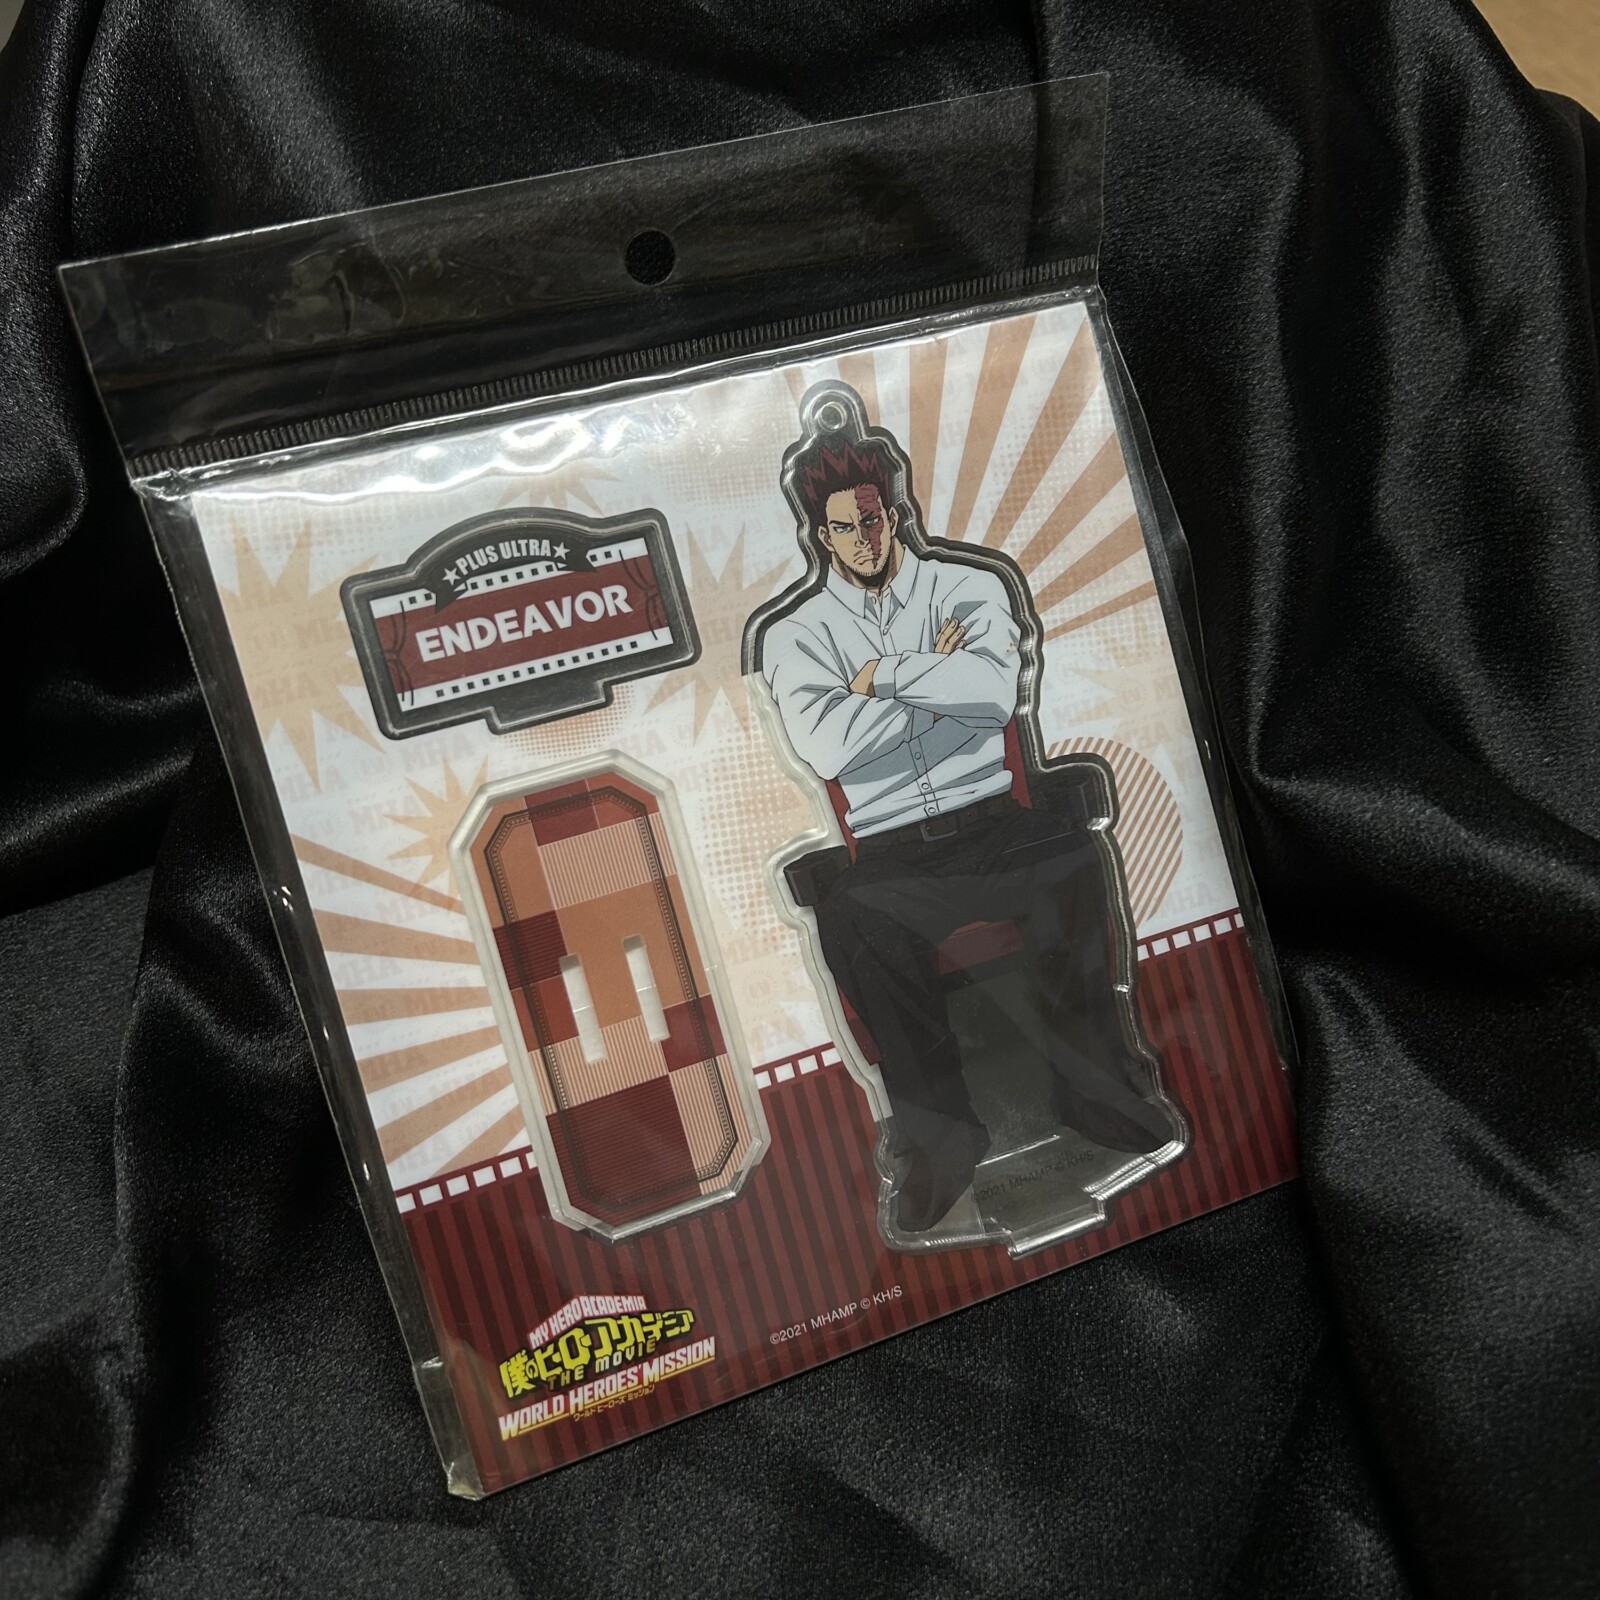 ★PLUS ULTRA★
ENDEAVOR
©2021 MHAMP © KH/S
©2021 MHAMP © KH/S
MY HERO ACADEMIA
僕のヒーローアカデミア
THE MOVIE
WORLD HEROES' MISSION
ワールド ヒーローズ ミッション